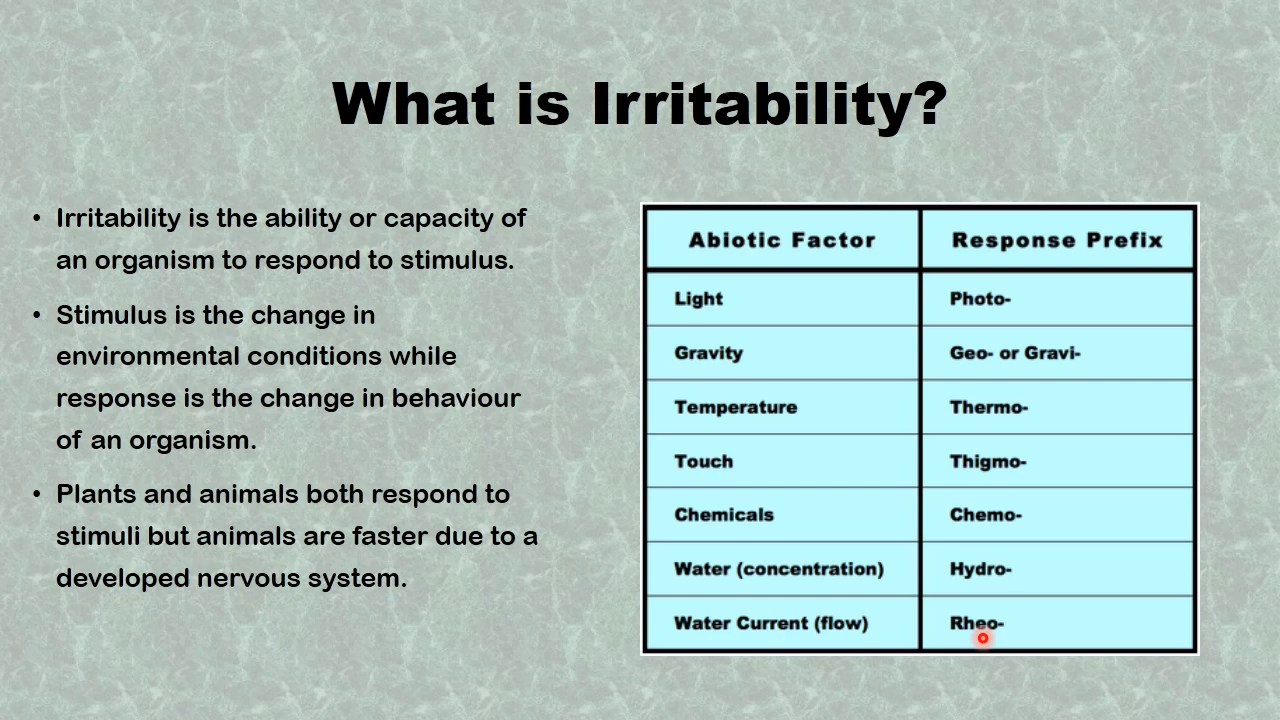 What is Irritability?
• Irritability is the ability or capacity of
an organism to respond to stimulus.
• Stimulus is the change in
environmental conditions while
response is the change in behaviour
of an organism.
• Plants and animals both respond to
stimuli but animals are faster due to a
developed nervous system.
Abiotic Factor Response Prefix
Light Photo-
Gravity Geo- or Gravi-
Temperature Thermo-
Touch Thigmo-
Chemicals Chemo-
Water (concentration) Hydro-
Water Current (flow) Rheo-